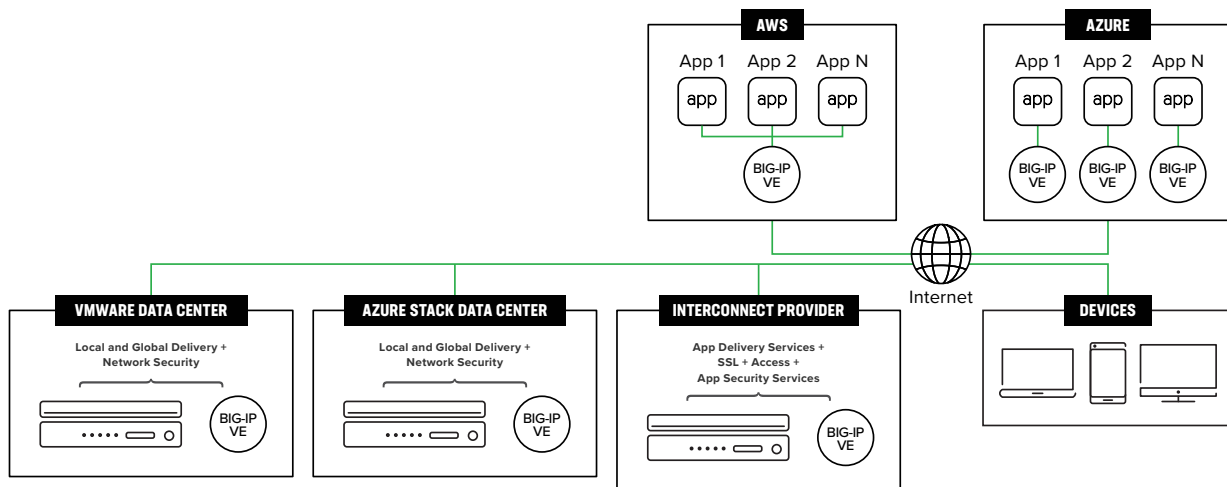 AWS
App 1 App 2 App N
app app app
BIG-IP
VE
AZURE
App 1 App 2 App N
app app app
BIG-IP BIG-IP BIG-IP
VE VE VE
Internet
VMWARE DATA CENTER
Local and Global Delivery +
Network Security
BIG-IP
VE
AZURE STACK DATA CENTER
Local and Global Delivery +
Network Security
BIG-IP
VE
INTERCONNECT PROVIDER
App Delivery Services +
SSL + Access +
App Security Services
BIG-IP
VE
DEVICES